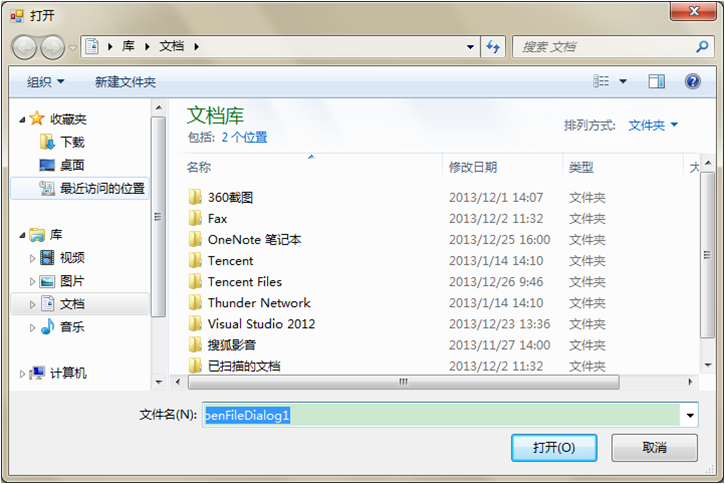 打开
库 文档
搜索 文档
组织 新建文件夹
收藏夹
下载
桌面
最近访问的位置
库
视频
图片
文档
音乐
计算机
文档库
包括: 2 个位置
排列方式: 文件夹
名称 修改日期 类型 大
360截图 2013/12/1 14:07 文件夹
Fax 2013/12/2 11:32 文件夹
OneNote 笔记本 2013/12/25 16:00 文件夹
Tencent 2013/1/14 14:10 文件夹
Tencent Files 2013/12/26 9:46 文件夹
Thunder Network 2013/1/14 14:10 文件夹
Visual Studio 2012 2013/12/23 13:36 文件夹
搜狐影音 2013/11/27 14:00 文件夹
已扫描的文档 2013/12/2 11:32 文件夹
文件名(N): penFileDialog1
打开(O) 取消